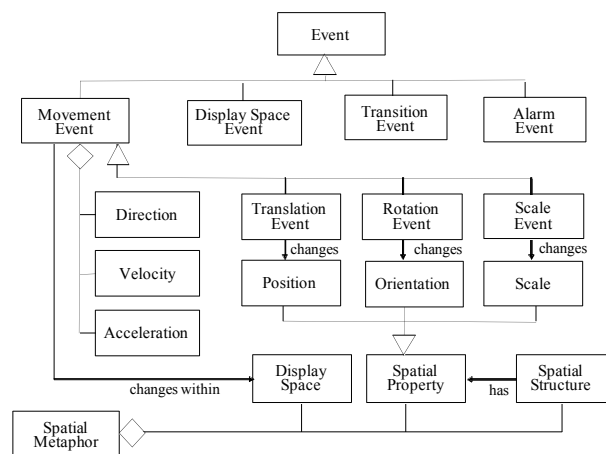 Event
Movement
Event
Display Space
Event
Transition
Event
Alarm
Event
Direction
Translation
Event
Rotation
Event
Scale
Event
changes
changes
changes
Velocity
Position
Orientation
Scale
Acceleration
Display
Space
Spatial
Property
Spatial
Structure
changes within
has
Spatial
Metaphor